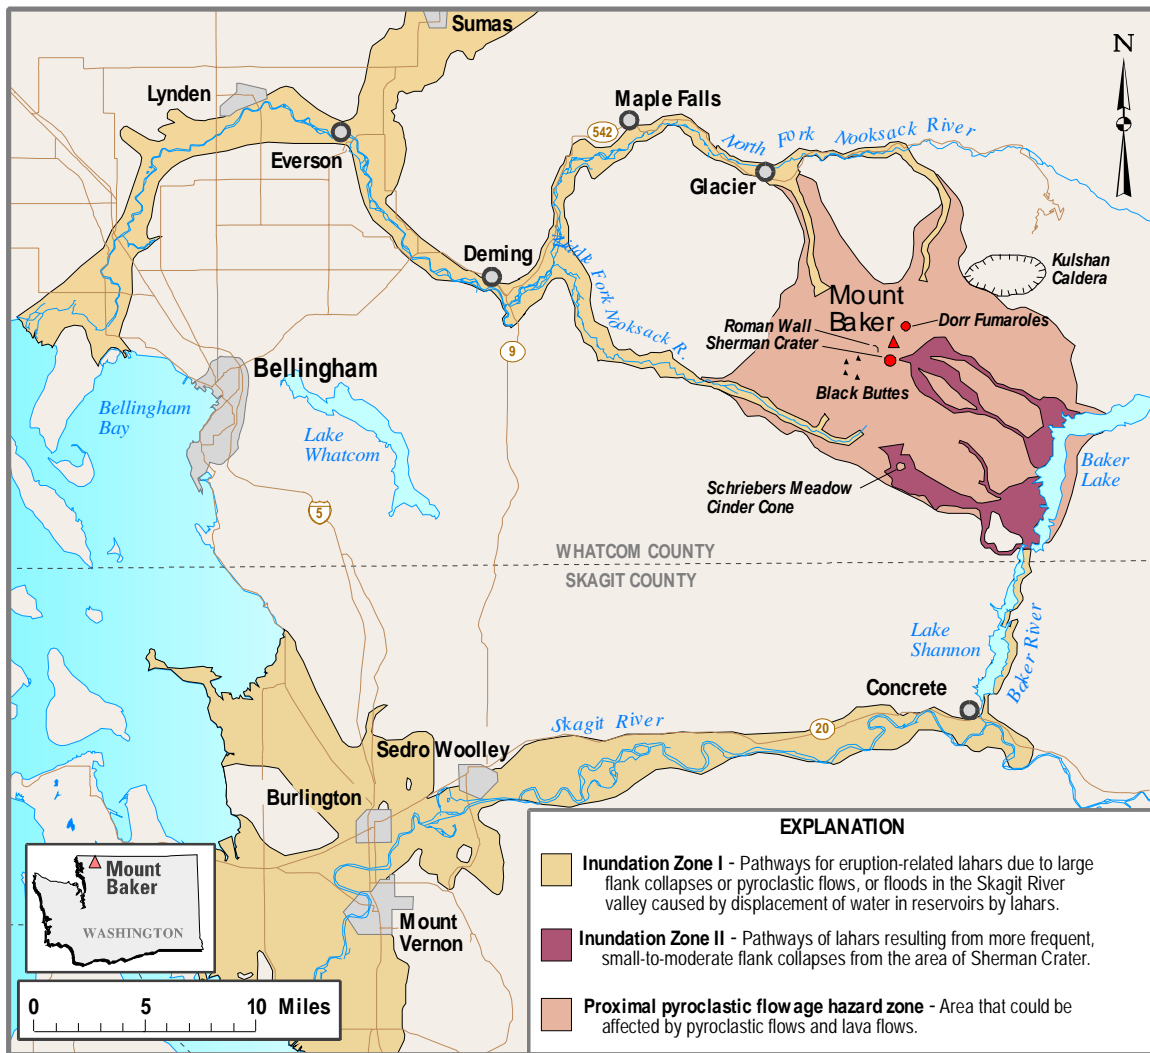 Sumas
N
Lynden
Maple Falls
542
North Fork Nooksack River
Everson
Glacier
Deming
Middle Fork Nooksack R.
Kulshan
Caldera
Mount
Baker
Dorr Fumaroles
Roman Wall
Sherman Crater
9
Black Buttes
Bellingham
Bellingham
Bay
Lake
Whatcom
Baker
Lake
Schriebers Meadow
Cinder Cone
5
WHATCOM COUNTY
SKAGIT COUNTY
Lake
Shannon
Baker River
Concrete
Skagit River
20
Sedro Woolley
Burlington
Mount
Vernon
Mount
Baker
WASHINGTON
0 5 10 Miles
EXPLANATION
Inundation Zone I - Pathways for eruption-related lahars due to large
flank collapses or pyroclastic flows, or floods in the Skagit River
valley caused by displacement of water in reservoirs by lahars.
Inundation Zone II - Pathways of lahars resulting from more frequent,
small-to-moderate flank collapses from the area of Sherman Crater.
Proximal pyroclastic flowage hazard zone - Area that could be
affected by pyroclastic flows and lava flows.